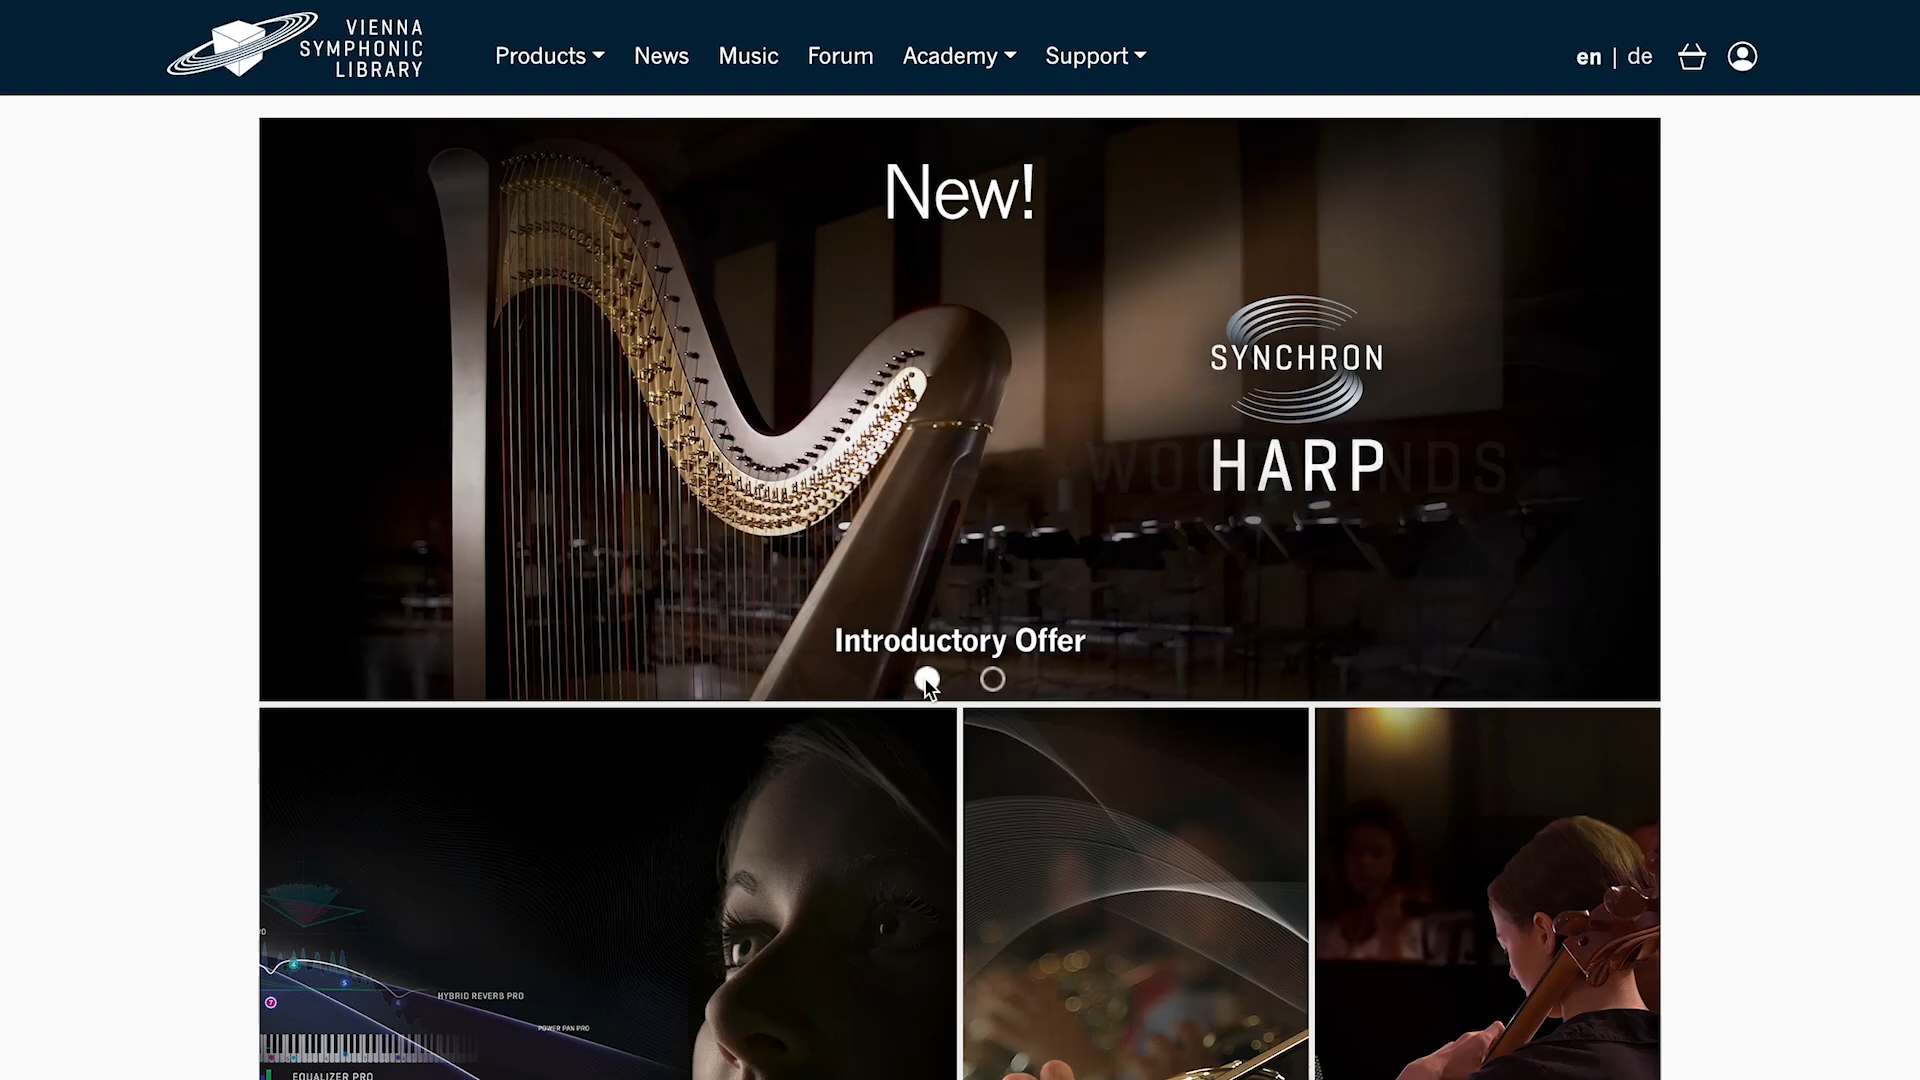 VIENNA
SYMPHONIC
LIBRARY
Products News Music Forum Academy Support
en | de
New!
SYNCHRON
HARP
Introductory Offer
HYBRID REVERB PRO
POWER PAN PRO
EQUALIZER PRO